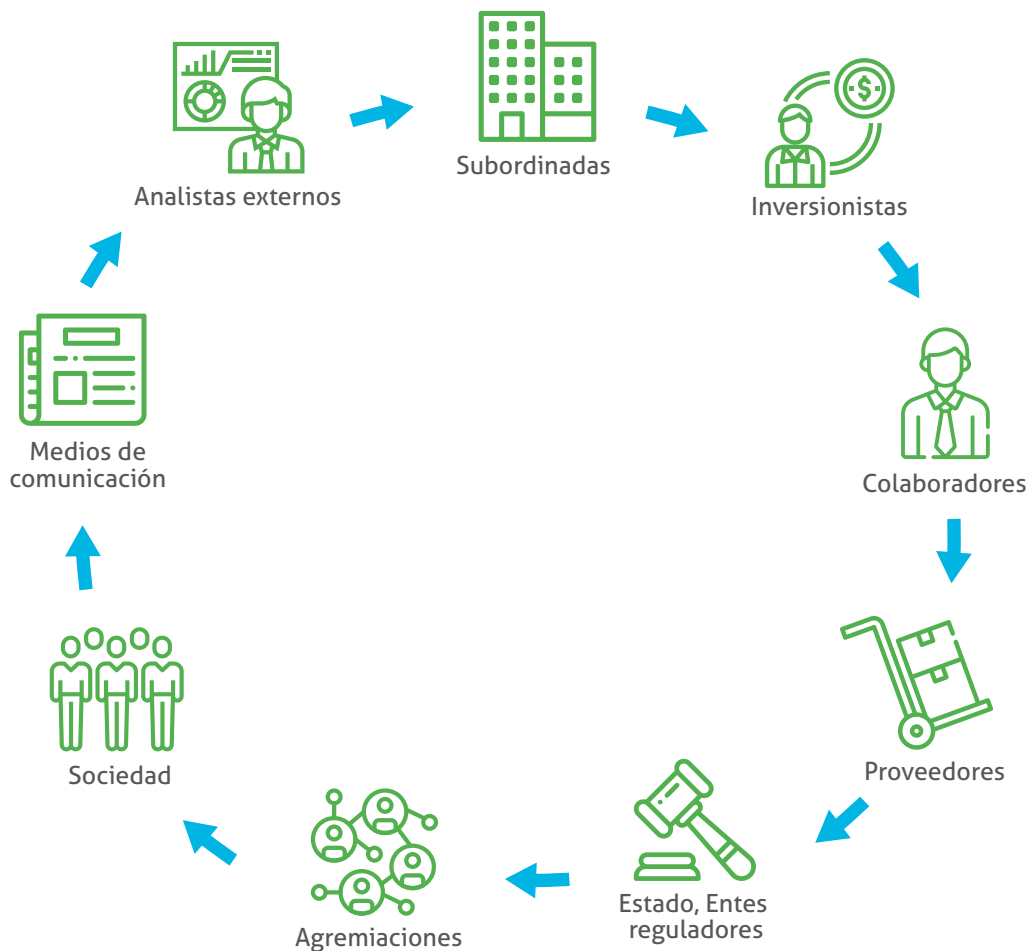 Subordinadas
Inversionistas
Colaboradores
Proveedores
Estado, Entes
reguladores
Agremiaciones
Sociedad
Medios de
comunicación
Analistas externos
$